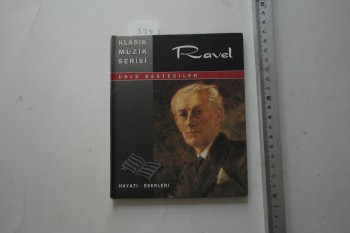 KLASİK
MÜZİK
SERİSİ
Ravel
ÜNLÜ BESTECİLER
HAYATI - ESERLERİ